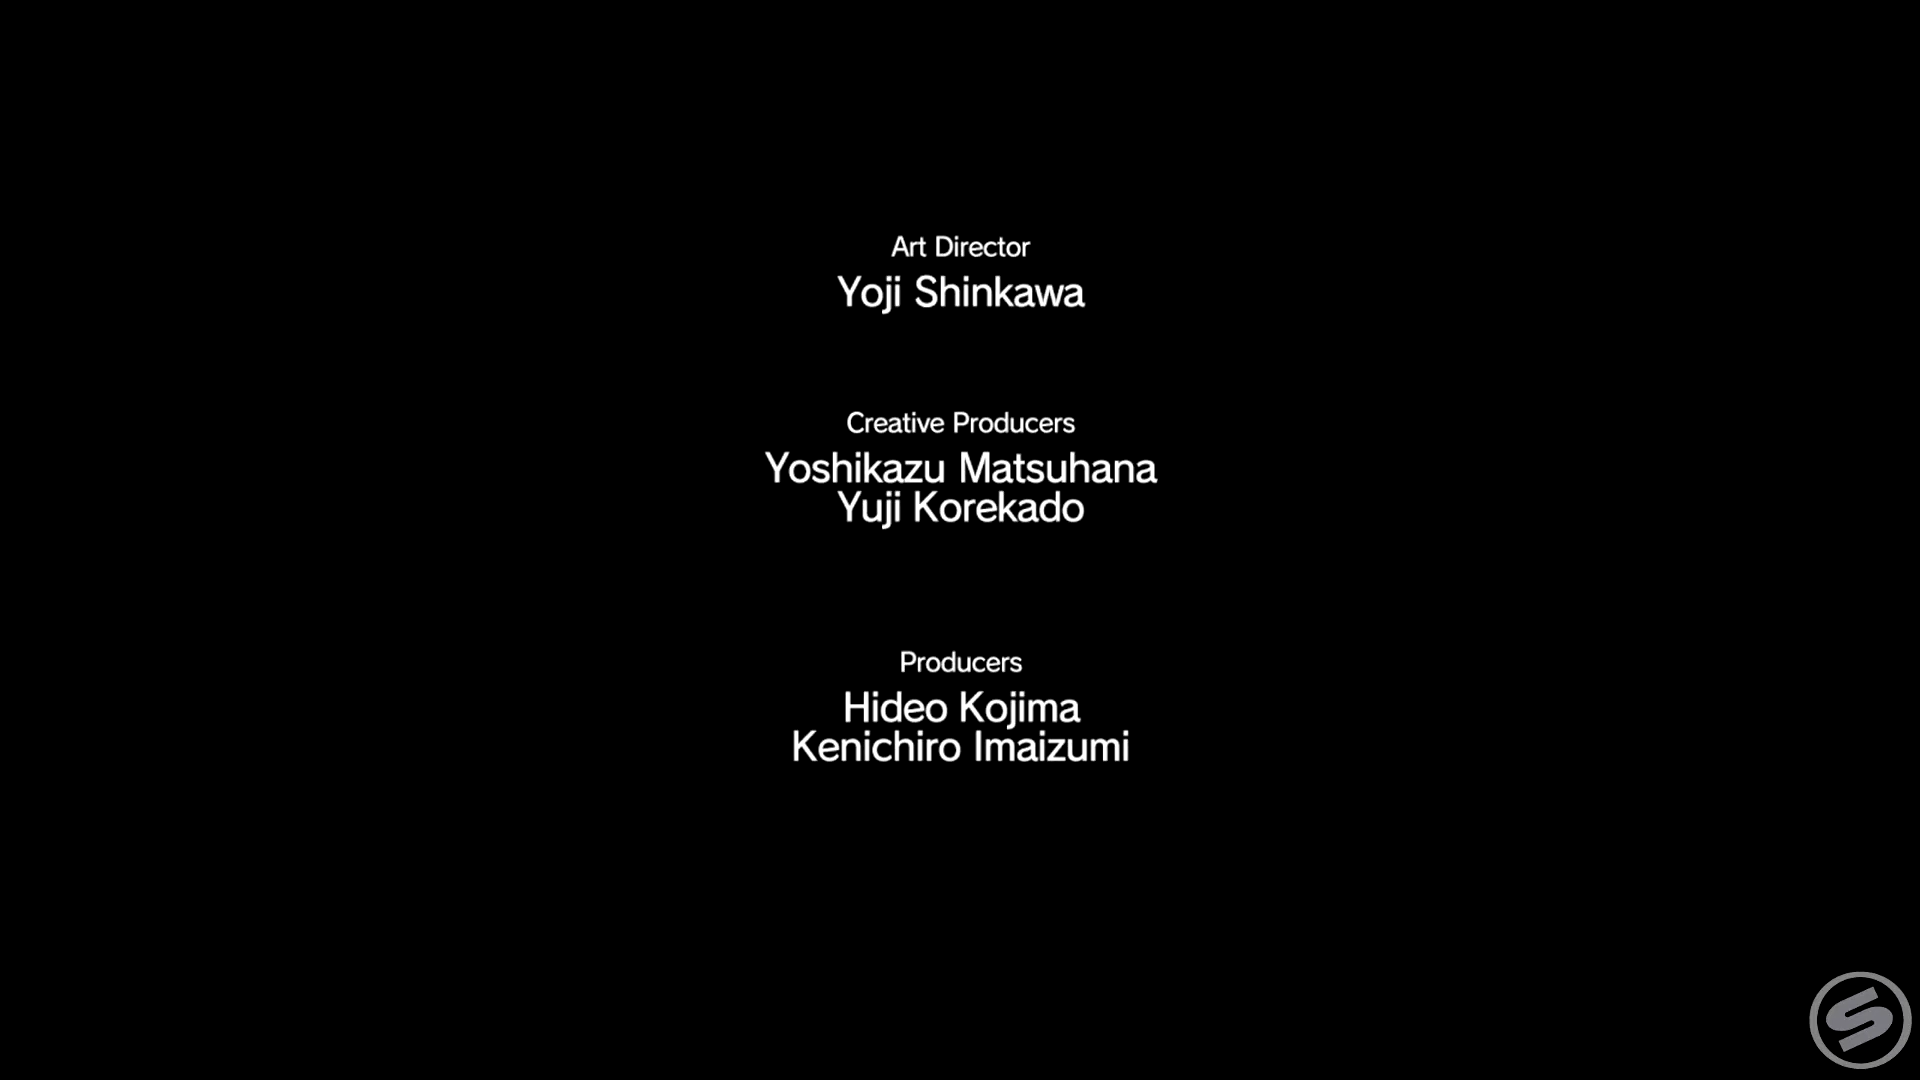 Art Director
Yoji Shinkawa
Creative Producers
Yoshikazu Matsuhana
Yuji Korekado
Producers
Hideo Kojima
Kenichiro Imaizumi